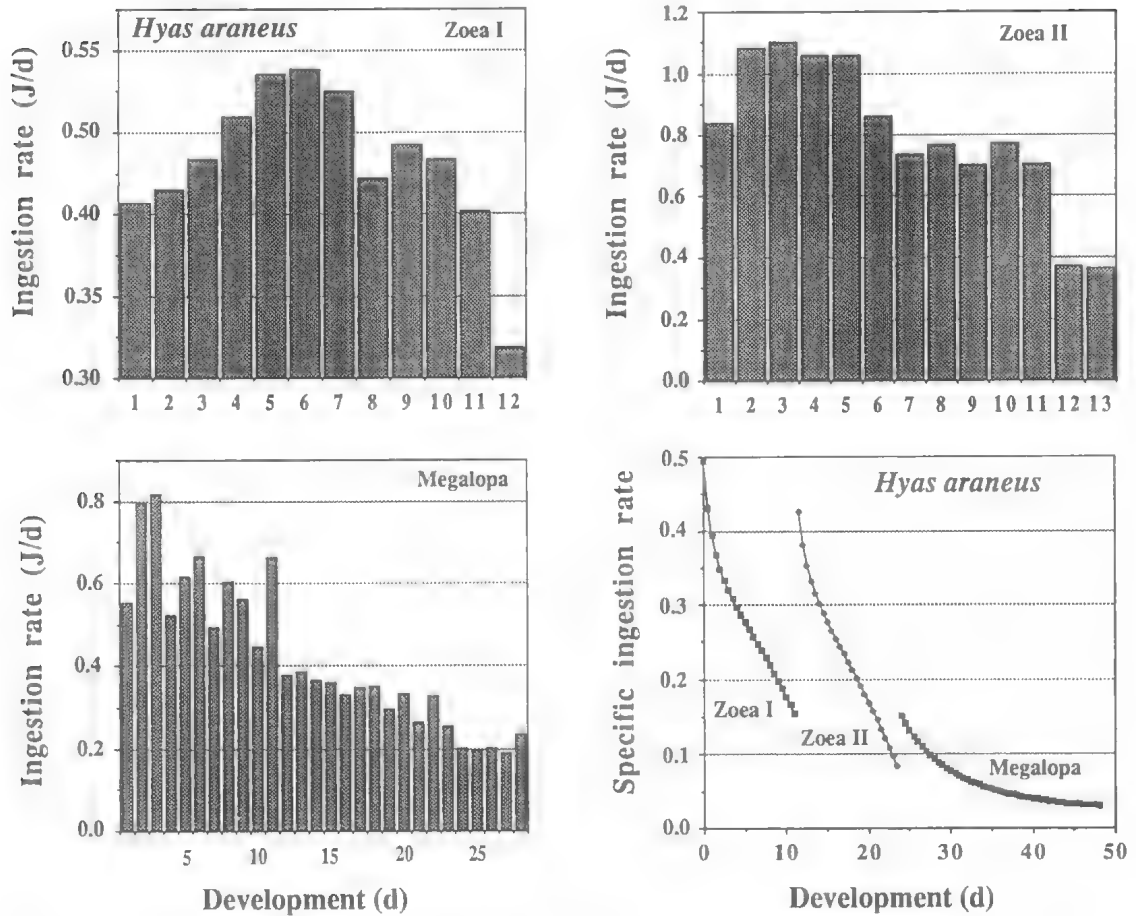 Hyas araneus
Zoea I
Ingestion rate (J/d)
0.55
0.50
0.40
0.35
0.30
1 2 3 4 5 6 7 8 9 10 11 12
Zoea II
Ingestion rate (J/d)
1.2
1.0
0.8
0.6
0.4
0.2
0.0
1 2 3 4 5 6 7 8 9 10 11 12 13
Megalopa
Ingestion rate (J/d)
0.8
0.6
0.4
0.2
0.0
5 10 15 20 25
Development (d)
Hyas araneus
Specific ingestion rate
0.5
0.4
0.3
0.2
0.1
0.0
Zoea I
Zoea II
Megalopa
0 10 20 30 40 50
Development (d)